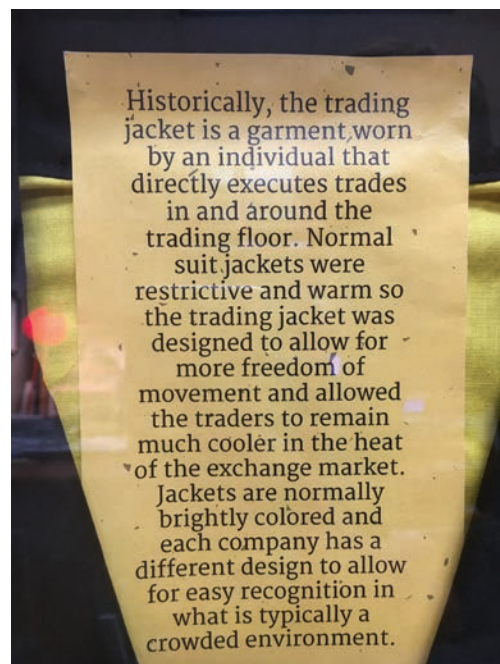 Historically, the trading
jacket is a garment worn
by an individual that
directly executes trades
in and around the
trading floor. Normal
suit jackets were
restrictive and warm so
the trading jacket was
designed to allow for
more freedom of
movement and allowed
the traders to remain
much cooler in the heat
of the exchange market.
Jackets are normally
brightly colored and
each company has a
different design to allow
for easy recognition in
what is typically a
crowded environment.